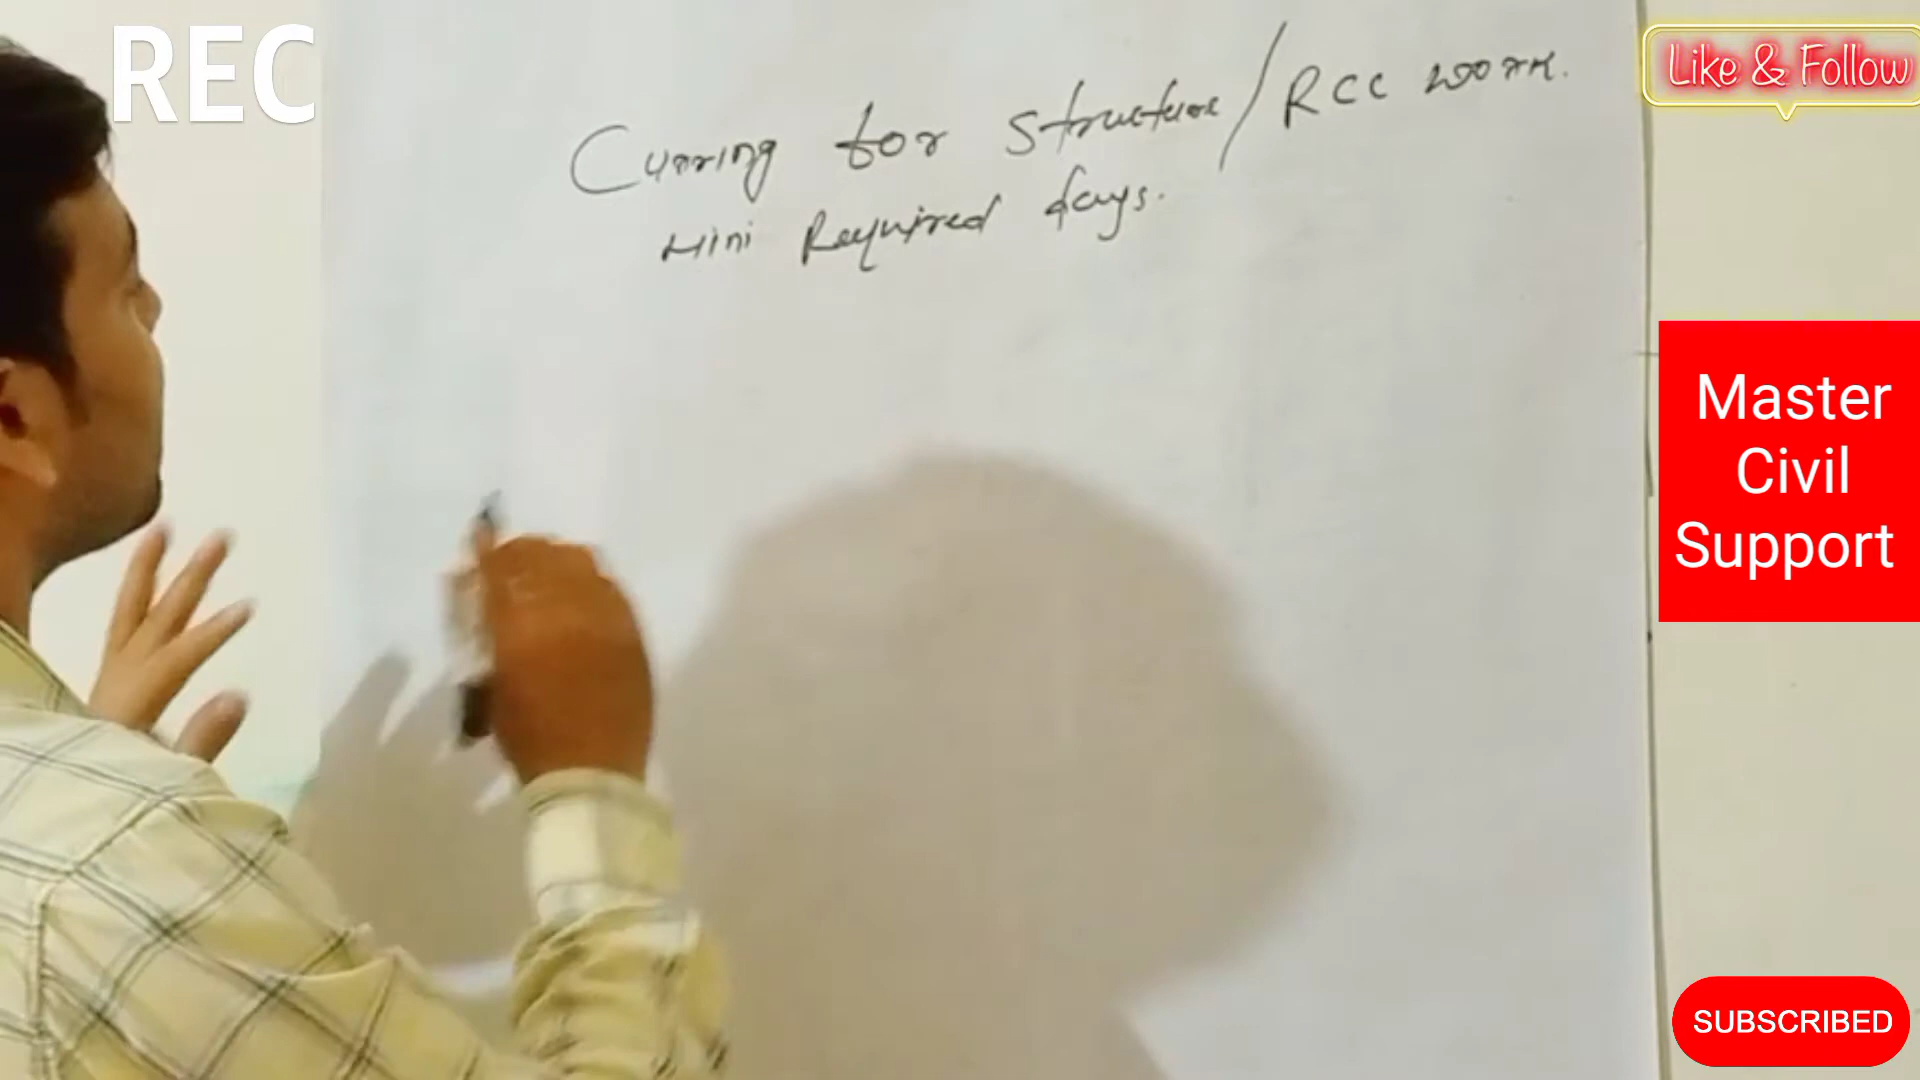 REC
Curring for Structure/RCC work.
Mini Required days.
Like & Follow
Master
Civil
Support
SUBSCRIBED